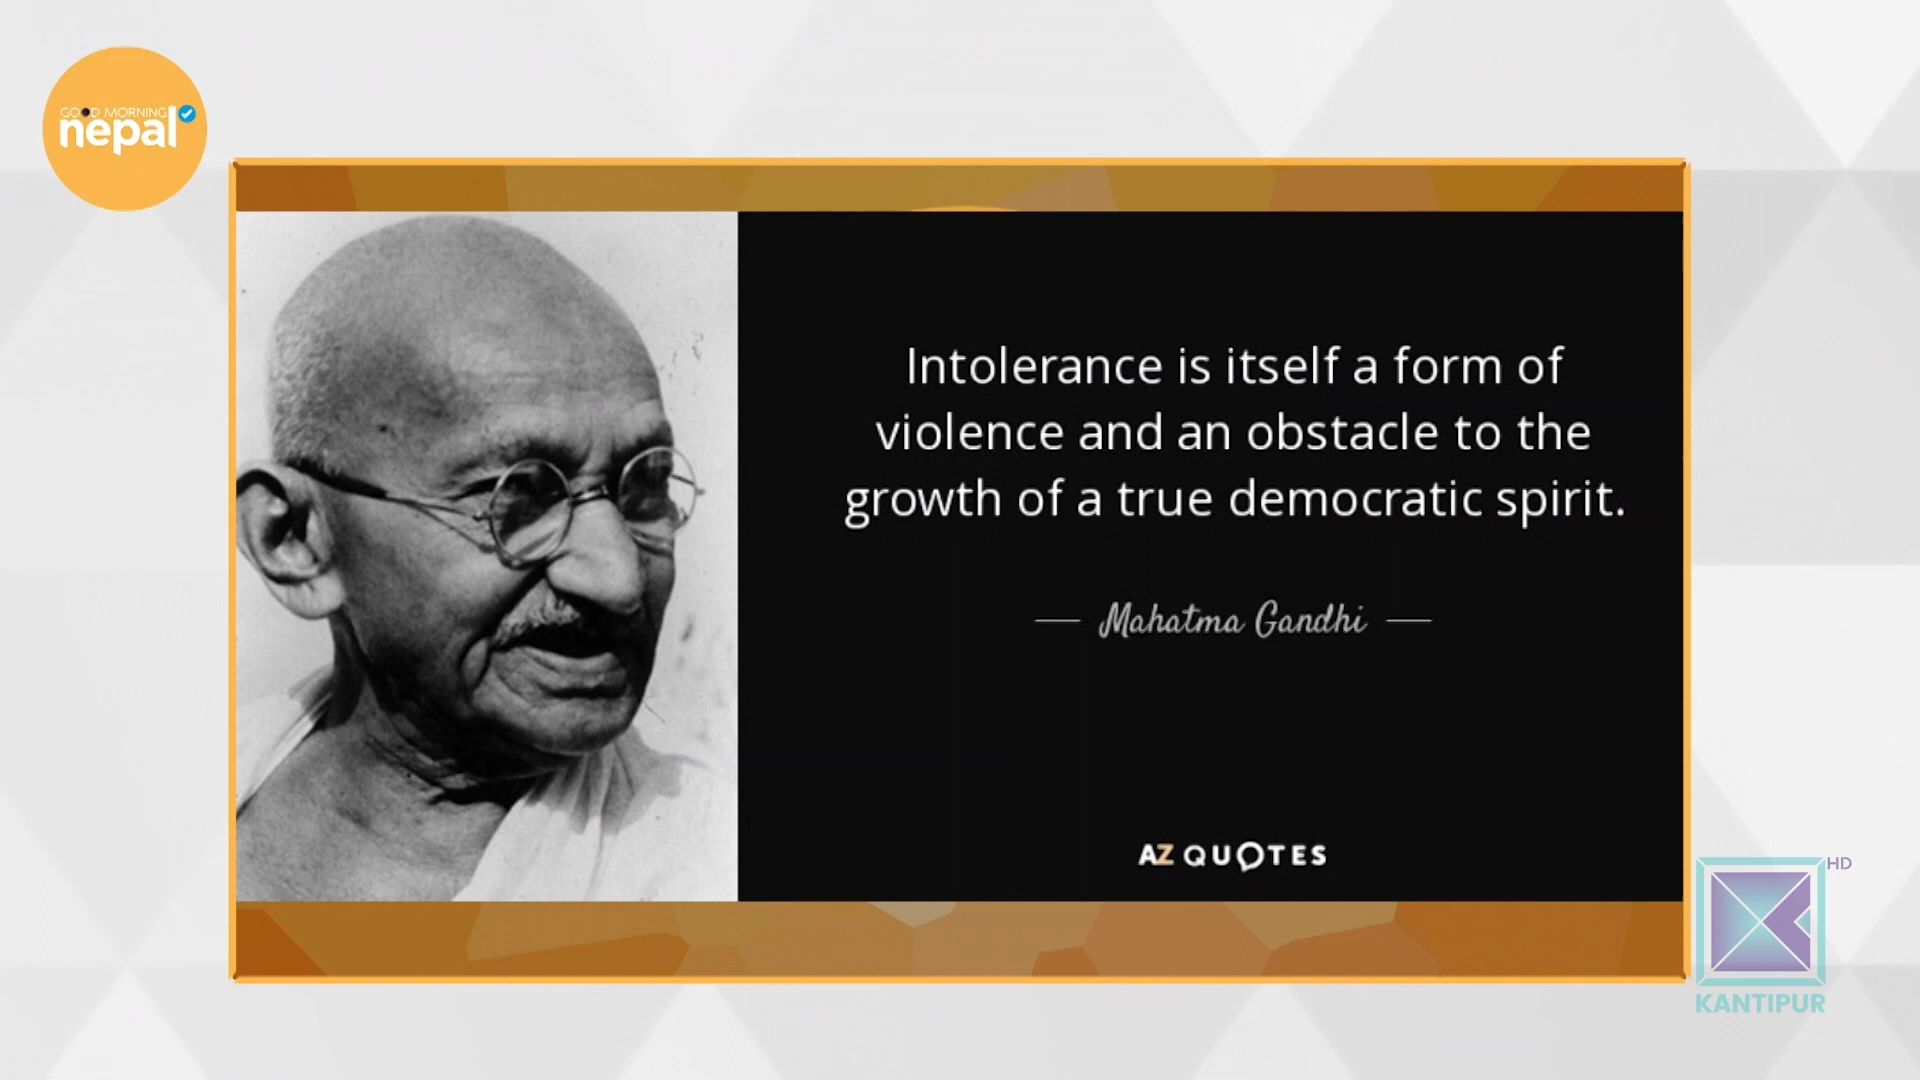 GOOD MORNING
nepal
Intolerance is itself a form of
violence and an obstacle to the
growth of a true democratic spirit.
Mahatma Gandhi
AZ QUOTES
HD
KANTIPUR